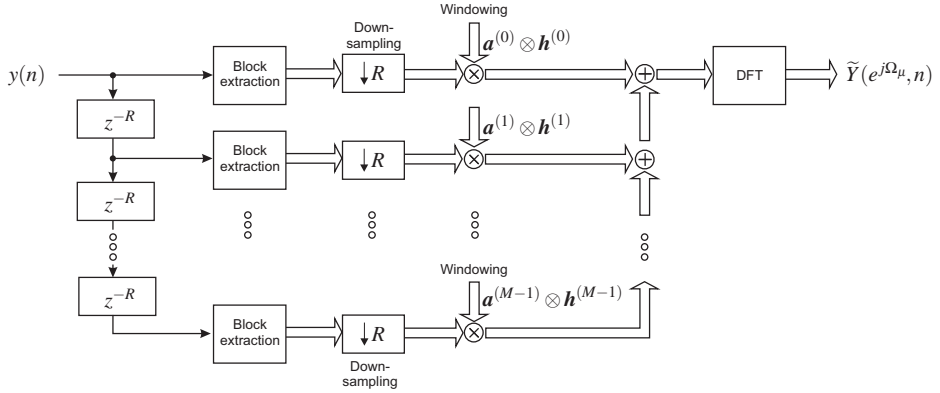 Windowing
Down-
sampling
a^{(0)} ⊗ h^{(0)}
y(n)
Block
extraction
↓ R
DFT
\widetilde{Y}(e^{jΩ_μ}, n)
z^{-R}
a^{(1)} ⊗ h^{(1)}
Block
extraction
↓ R
z^{-R}
Windowing
a^{(M-1)} ⊗ h^{(M-1)}
z^{-R}
Block
extraction
↓ R
Down-
sampling